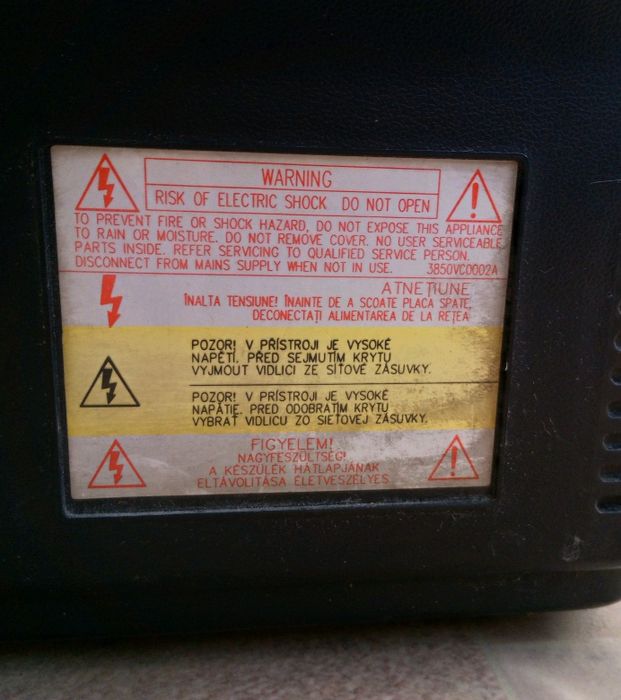 WARNING
RISK OF ELECTRIC SHOCK DO NOT OPEN
TO PREVENT FIRE OR SHOCK HAZARD, DO NOT EXPOSE THIS APPLIANCE
TO RAIN OR MOISTURE. DO NOT REMOVE COVER. NO USER SERVICEABLE
PARTS INSIDE. REFER SERVICING TO QUALIFIED SERVICE PERSON.
DISCONNECT FROM MAINS SUPPLY WHEN NOT IN USE. 3850VC0002A
ATNEȚIUNE
ÎNALTA TENSIUNE! ÎNAINTE DE A SCOATE PLACA SPATE,
DECONECTAȚI ALIMENTAREA DE LA REȚEA
POZOR! V PŘÍSTROJI JE VYSOKÉ
NAPĚTÍ. PŘED SEJMUTÍM KRYTU
VYJMOUT VIDLICI ZE SÍŤOVÉ ZÁSUVKY.
POZOR! V PRÍSTROJI JE VYSOKÉ
NAPÄTIE. PRED ODOBRATÍM KRYTU
VYBRAŤ VIDLICU ZO SIEŤOVEJ ZÁSUVKY.
FIGYELEM!
NAGYFESZÜLTSÉG!
A KÉSZÜLÉK HÁTLAPJÁNAK
ELTÁVOLITÁSA ÉLETVESZÉLYES